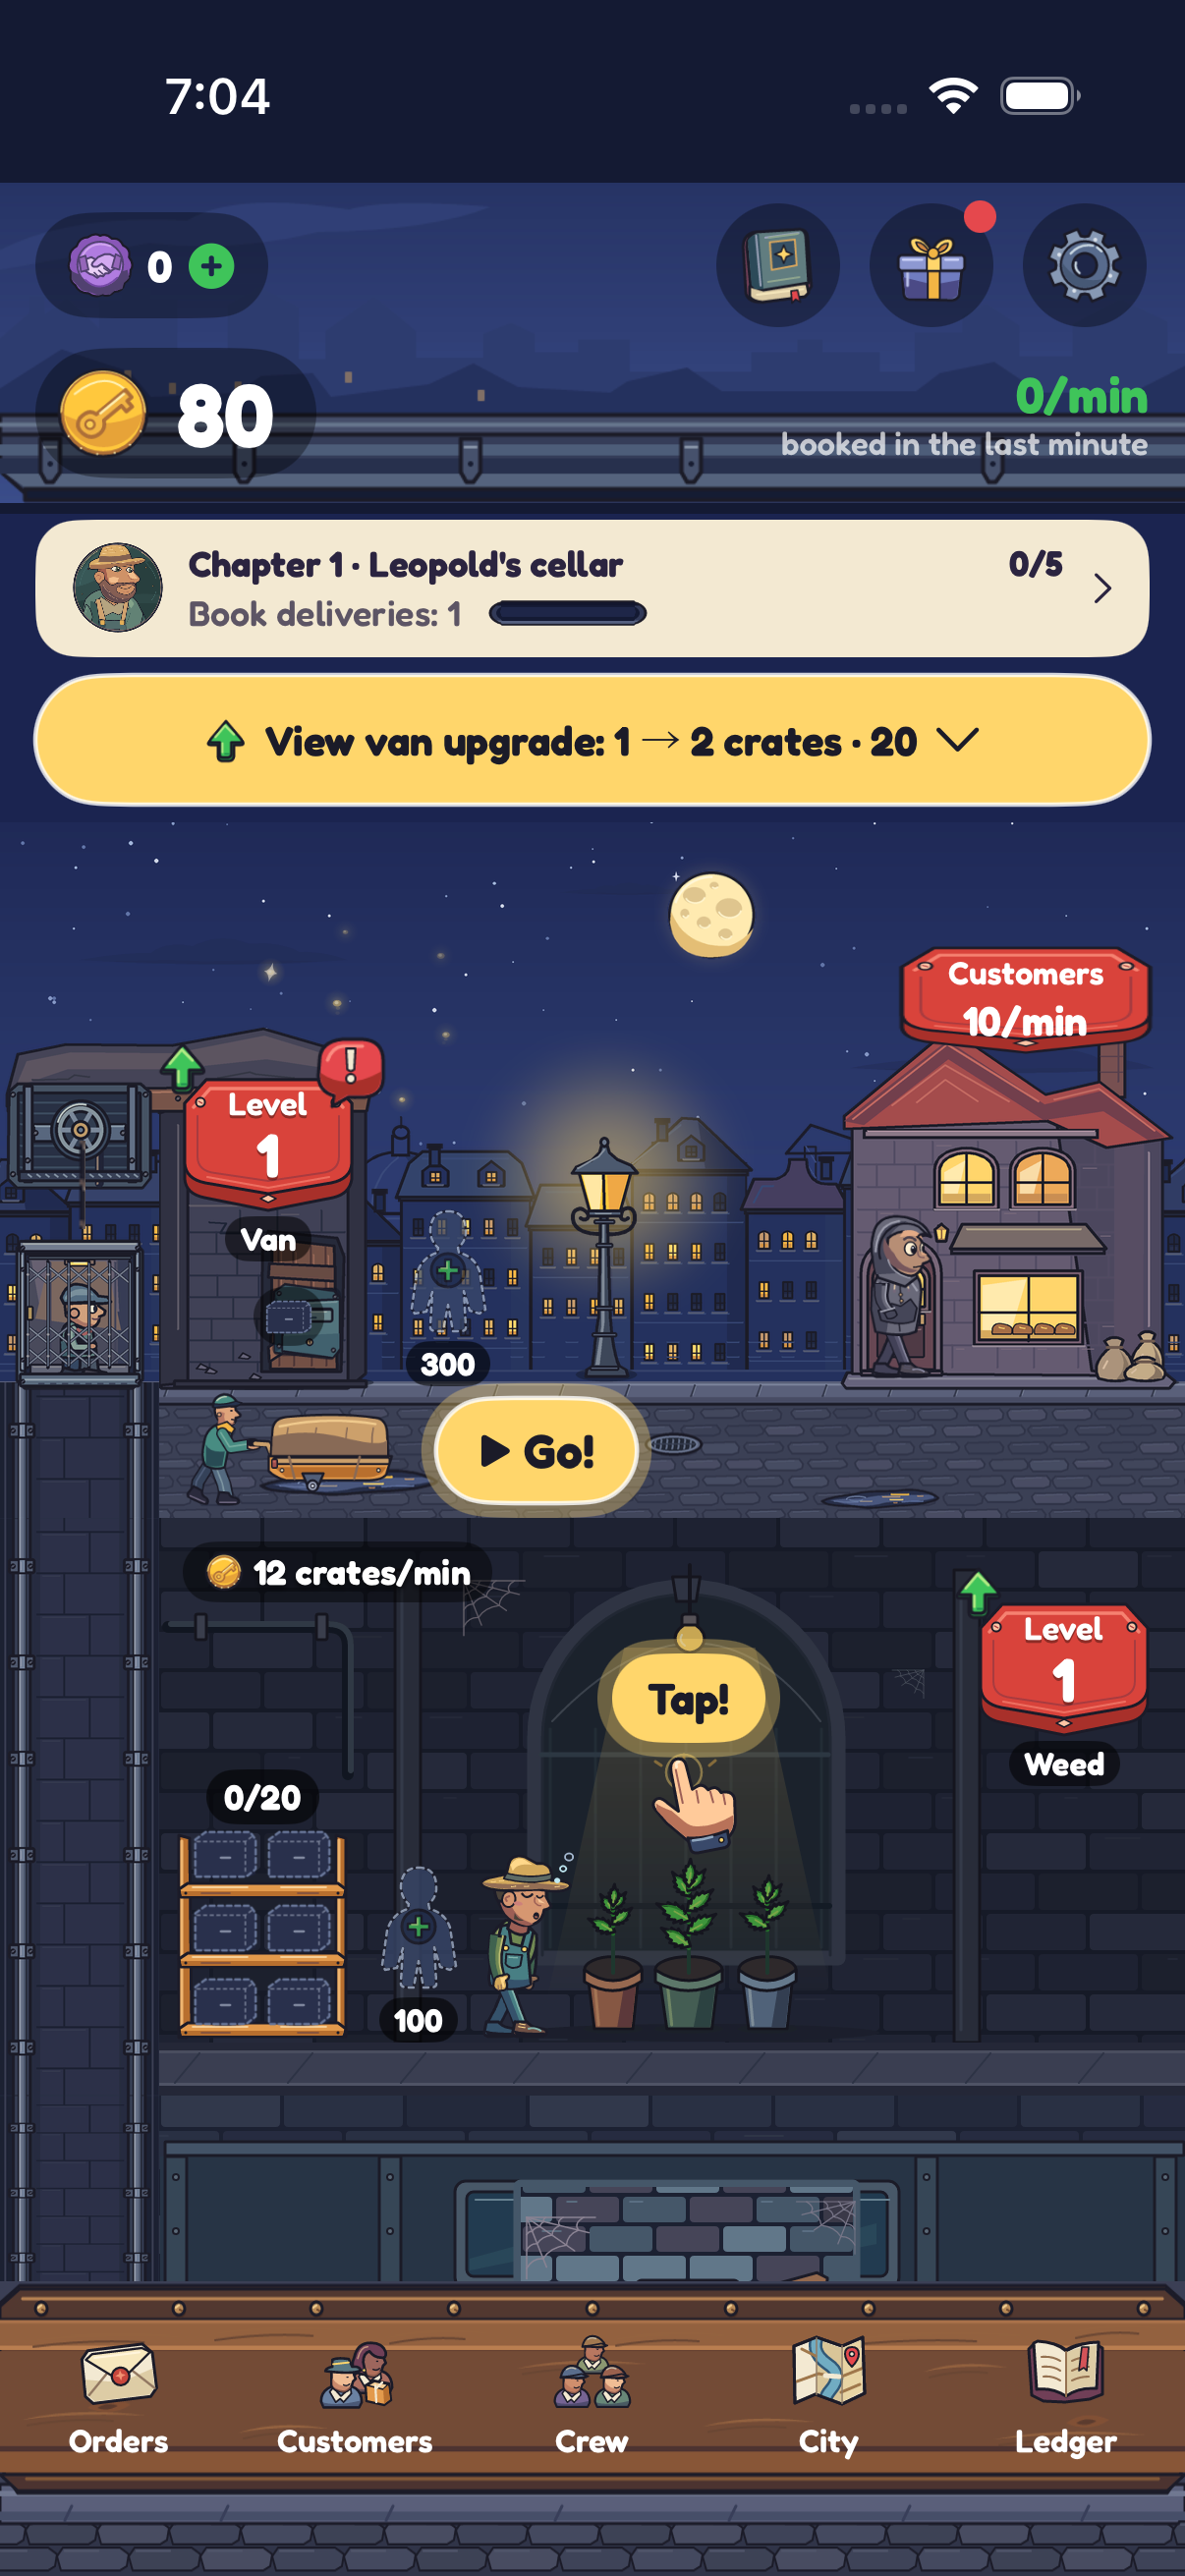 7:04
0
80
0/min
booked in the last minute
Chapter 1 · Leopold's cellar
0/5
Book deliveries: 1
View van upgrade: 1 → 2 crates · 20
Customers
10/min
Level
1
Van
300
Go!
12 crates/min
Tap!
Level
1
Weed
0/20
100
Orders
Customers
Crew
City
Ledger